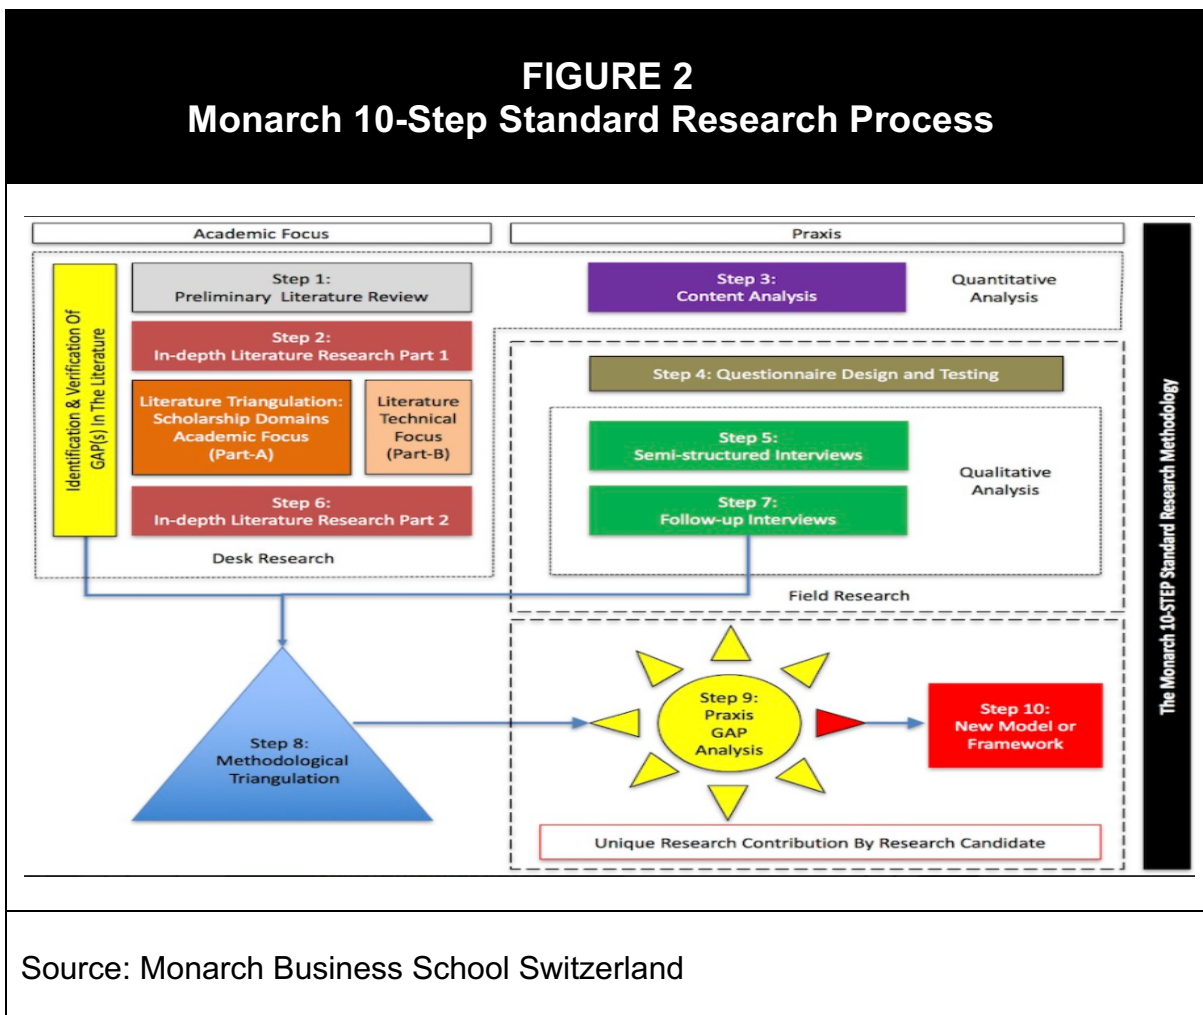 FIGURE 2
Monarch 10-Step Standard Research Process
Academic Focus
Praxis
Identification & Verification Of
GAP(s) In The Literature
Step 1:
Preliminary Literature Review
Step 2:
In-depth Literature Research Part 1
Literature Triangulation:
Scholarship Domains
Academic Focus
(Part-A)
Literature
Technical
Focus
(Part-B)
Step 6:
In-depth Literature Research Part 2
Desk Research
Step 3:
Content Analysis
Quantitative
Analysis
Step 4: Questionnaire Design and Testing
Step 5:
Semi-structured Interviews
Step 7:
Follow-up Interviews
Qualitative
Analysis
Field Research
Step 8:
Methodological
Triangulation
Step 9:
Praxis
GAP
Analysis
Step 10:
New Model or
Framework
Unique Research Contribution By Research Candidate
The Monarch 10-STEP Standard Research Methodology
Source: Monarch Business School Switzerland